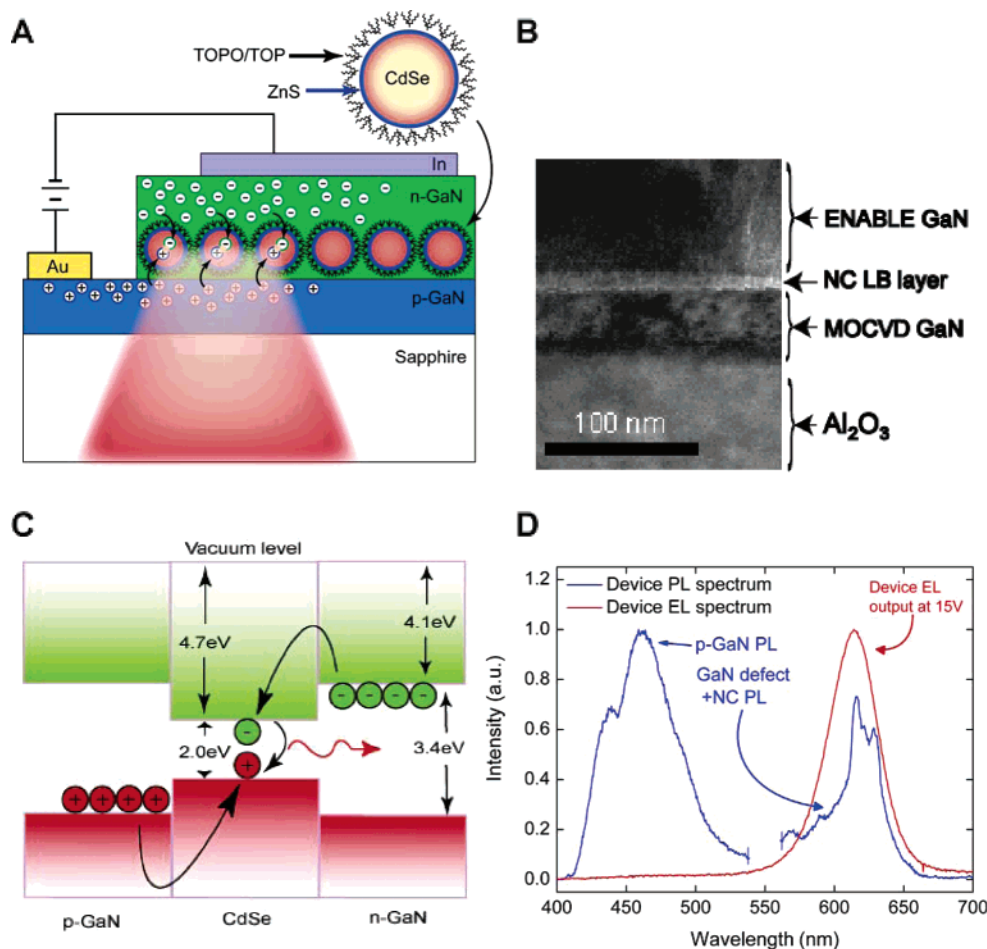 A
TOPO/TOP
CdSe
ZnS
In
n-GaN
Au
p-GaN
Sapphire
B
ENABLE GaN
NC LB layer
MOCVD GaN
Al₂O₃
100 nm
C
Vacuum level
4.7eV
4.1eV
2.0eV
3.4eV
p-GaN
CdSe
n-GaN
D
Device PL spectrum
Device EL spectrum
Device EL
output at 15V
p-GaN PL
GaN defect
+NC PL
Intensity (a.u.)
1.2
1.0
0.8
0.6
0.4
0.2
0.0
400
450
500
550
600
650
700
Wavelength (nm)